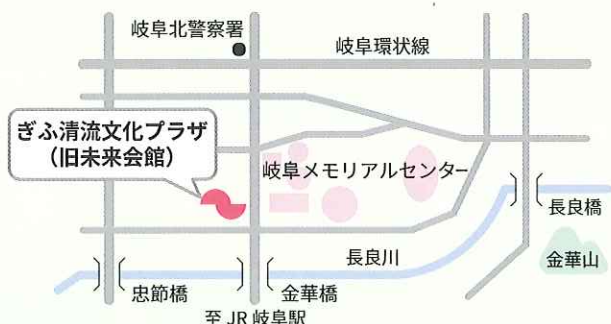 岐阜北警察署
岐阜環状線
ぎふ清流文化プラザ
（旧未来会館）
岐阜メモリアルセンター
長良橋
長良川
金華山
忠節橋
金華橋
至 JR 岐阜駅